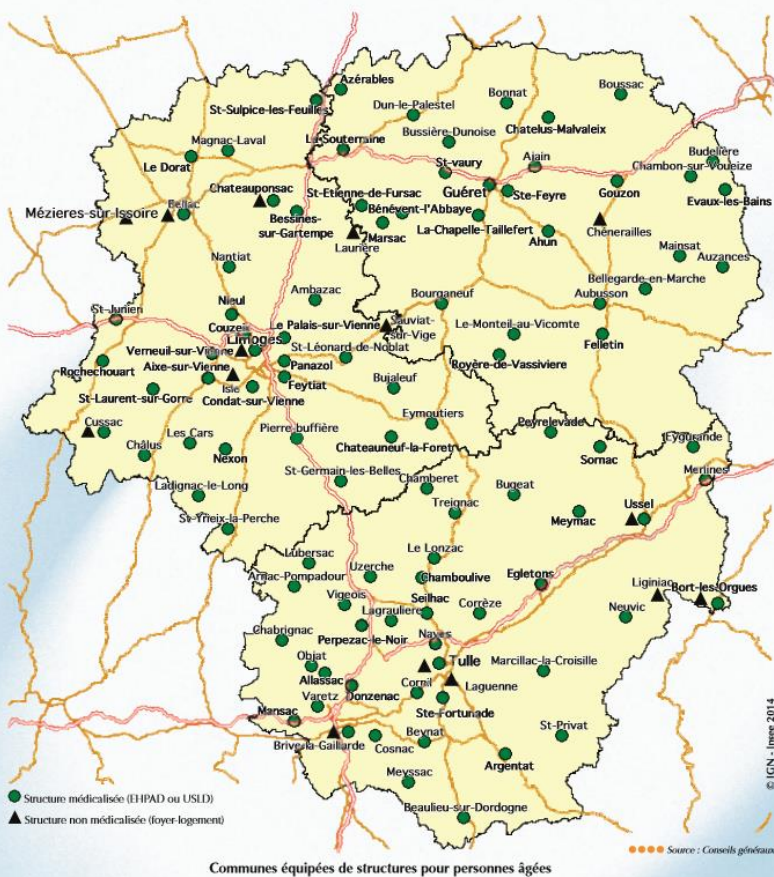 Azérables
Boussac
St-Sulpice-les-Feuilles
Dun-le-Palestel
Bonnat
Chatelus-Malvaleix
Bussière-Dunoise
Magnac-Laval
La Souterraine
Le Dorat
St-vaury
Ajain
Budelière
Chambon-sur-Voueize
Guéret
Ste-Feyre
Gouzon
Evaux-les-Bains
Chateauponsac
St-Etienne-de-Fursac
Mézieres-sur-Issoire
Bellac
Bessines-
sur-Gartempe
Bénévent-l'Abbaye
La-Chapelle-Taillefert
Marsac
Laurière
Ahun
Chénerailles
Mainsat
Auzances
Nantiat
Bellegarde-en-Marche
Ambazac
Bourganeuf
Aubusson
Nieul
St-Junien
Couzeix
Le Palais-sur-Vienne
Sauviat-
sur-Vige
Le-Monteil-au-Vicomte
Felletin
Limoges
Verneuil-sur-Vienne
St-Léonard-de-Noblat
Rochechouart
Aixe-sur-Vienne
Panazol
Royère-de-Vassiviere
Isle
Feytiat
Bujaleuf
St-Laurent-sur-Gorre
Condat-sur-Vienne
Cussac
Les Cars
Pierre-buffière
Eymoutiers
Peyrelevade
Chateauneuf-la-Foret
Sornac
Eygurande
Châlus
Nexon
Merlines
St-Germain-les-Belles
Chamberet
Ladignac-le-Long
Bugeat
Treignac
Ussel
Meymac
St-Yrieix-la-Perche
Le Lonzac
Lubersac
Uzerche
Chamboulive
Egletons
Arnac-Pompadour
Liginiac
Bort-les-Orgues
Vigeois
Seilhac
Lagrauliere
Corrèze
Neuvic
Chabrignac
Perpezac-le-Noir
Naves
Objat
Tulle
Marcillac-la-Croisille
Allassac
Cornil
Laguenne
Varetz
Donzenac
Mansac
Ste-Fortunade
St-Privat
Brive-la-Gaillarde
Cosnac
Beynat
Argentat
Meyssac
Beaulieu-sur-Dordogne
© IGN - Insee 2014
Structure médicalisée (EHPAD ou USLD)
Structure non médicalisée (foyer-logement)
Source : Conseils généraux
Communes équipées de structures pour personnes âgées